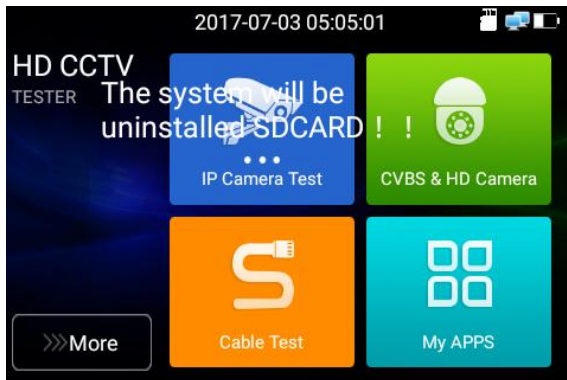 2017-07-03 05:05:01
HD CCTV
TESTER
The system will be
uninstalled SDCARD！！
IP Camera Test
CVBS & HD Camera
Cable Test
My APPS
More